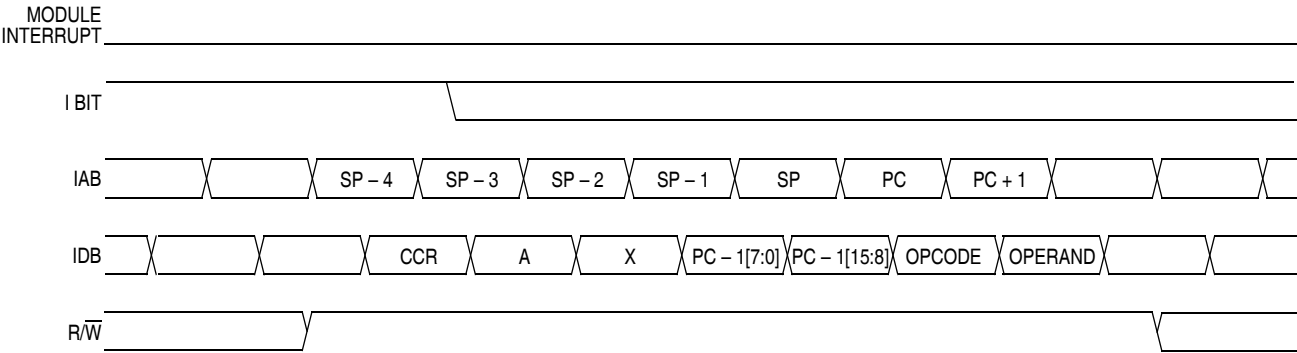 MODULE
INTERRUPT
I BIT
IAB SP – 4 SP – 3 SP – 2 SP – 1 SP PC PC + 1
IDB CCR A X PC – 1[7:0] PC – 1[15:8] OPCODE OPERAND
R/W̅